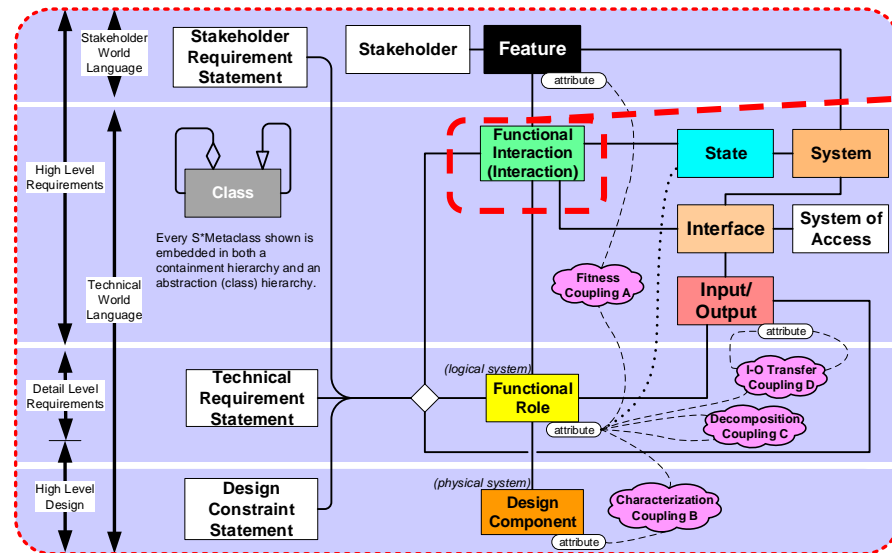 Stakeholder
World
Language
Stakeholder
Requirement
Statement
Stakeholder
Feature
attribute
High Level
Requirements
Class
Every S*Metaclass shown is
embedded in both a
containment hierarchy and an
abstraction (class) hierarchy.
Functional
Interaction
(Interaction)
State
System
Interface
System of
Access
Technical
World
Language
Fitness
Coupling A
Input/
Output
attribute
Detail Level
Requirements
Technical
Requirement
Statement
(logical system)
Functional
Role
attribute
I-O Transfer
Coupling D
Decomposition
Coupling C
High Level
Design
Design
Constraint
Statement
(physical system)
Design
Component
attribute
Characterization
Coupling B